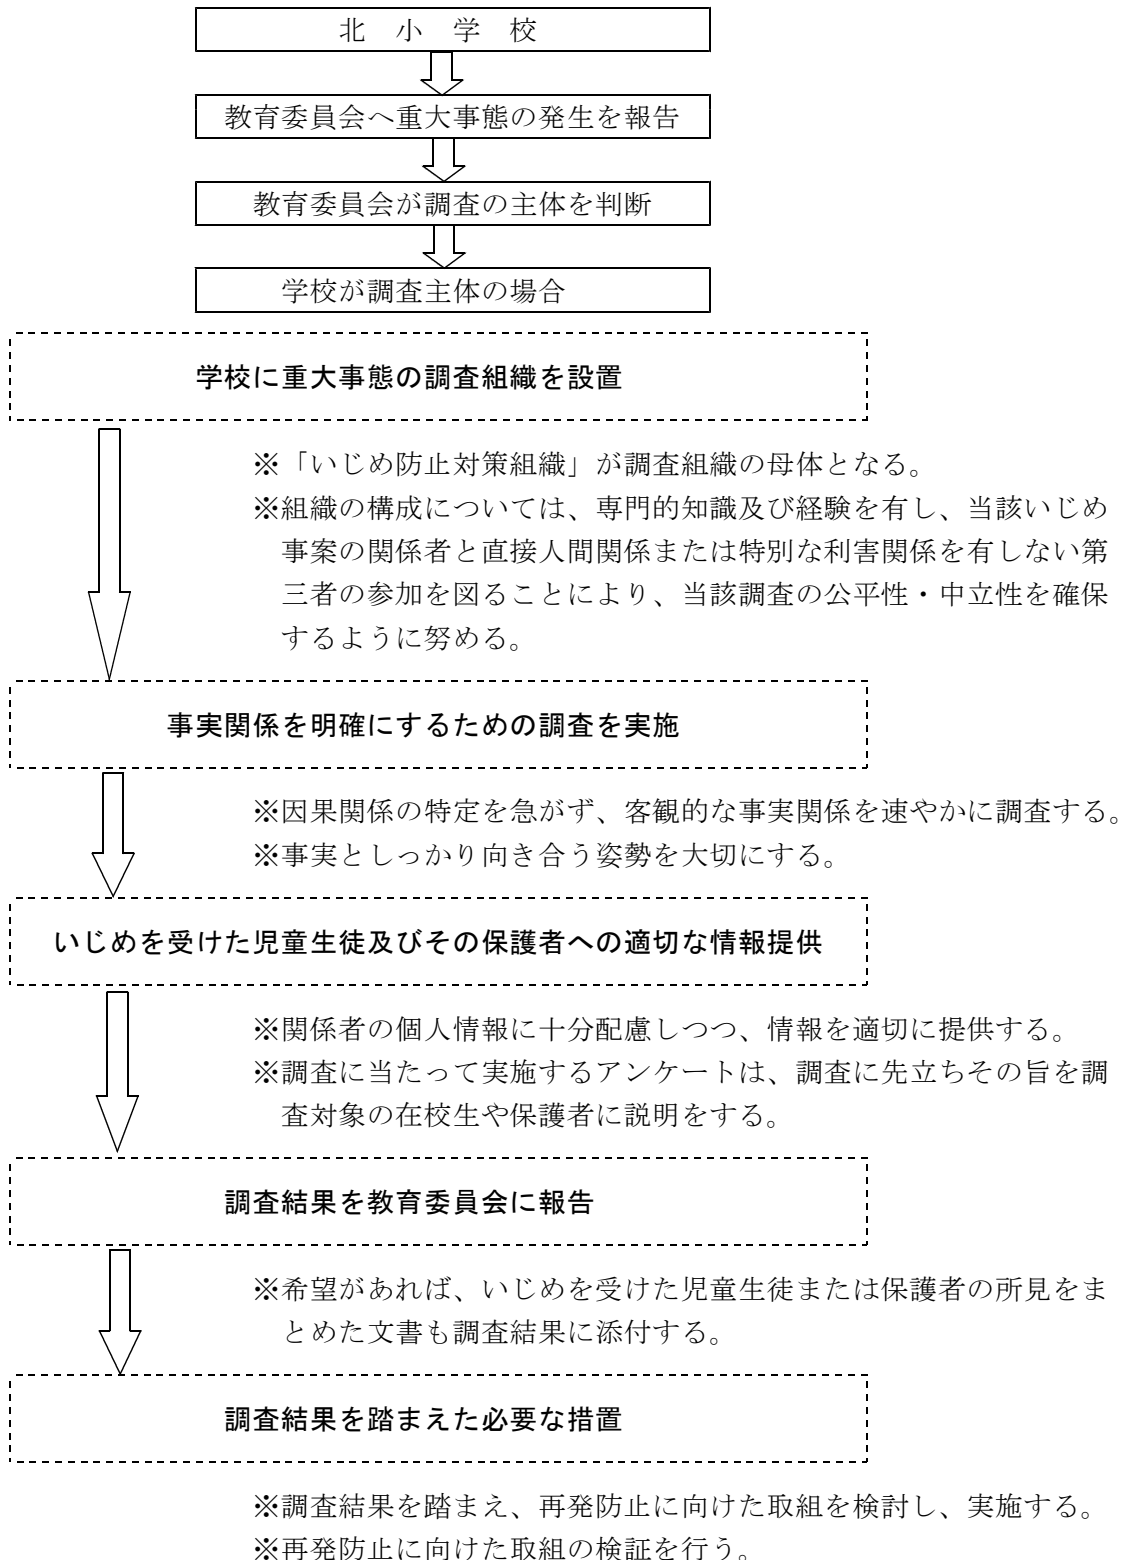 北　小　学　校
教育委員会へ重大事態の発生を報告
教育委員会が調査の主体を判断
学校が調査主体の場合
学校に重大事態の調査組織を設置
※「いじめ防止対策組織」が調査組織の母体となる。
※組織の構成については、専門的知識及び経験を有し、当該いじめ
事案の関係者と直接人間関係または特別な利害関係を有しない第
三者の参加を図ることにより、当該調査の公平性・中立性を確保
するように努める。
事実関係を明確にするための調査を実施
※因果関係の特定を急がず、客観的な事実関係を速やかに調査する。
※事実としっかり向き合う姿勢を大切にする。
いじめを受けた児童生徒及びその保護者への適切な情報提供
※関係者の個人情報に十分配慮しつつ、情報を適切に提供する。
※調査に当たって実施するアンケートは、調査に先立ちその旨を調
査対象の在校生や保護者に説明をする。
調査結果を教育委員会に報告
※希望があれば、いじめを受けた児童生徒または保護者の所見をま
とめた文書も調査結果に添付する。
調査結果を踏まえた必要な措置
※調査結果を踏まえ、再発防止に向けた取組を検討し、実施する。
※再発防止に向けた取組の検証を行う。